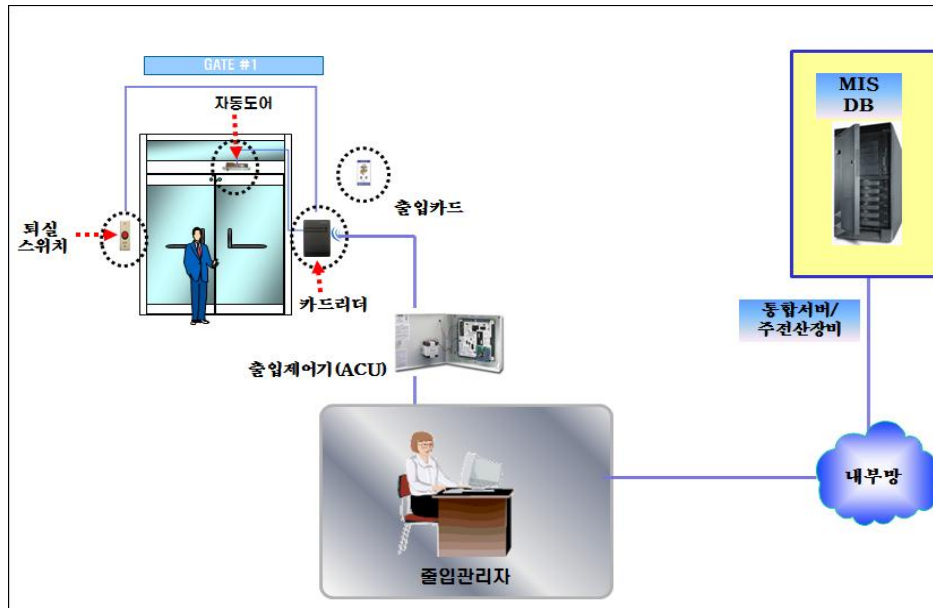 GATE #1
자동도어
출입카드
퇴실
스위치
카드리더
출입제어기(ACU)
줄입관리자
MIS
DB
통합서버/
주전산장비
내부망